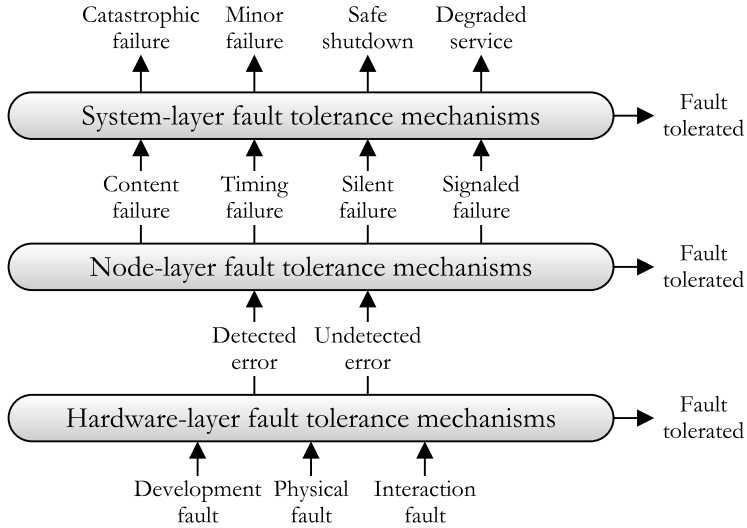 Catastrophic failure
Minor failure
Safe shutdown
Degraded service
System-layer fault tolerance mechanisms
Fault tolerated
Content failure
Timing failure
Silent failure
Signaled failure
Node-layer fault tolerance mechanisms
Fault tolerated
Detected error
Undetected error
Hardware-layer fault tolerance mechanisms
Fault tolerated
Development fault
Physical fault
Interaction fault